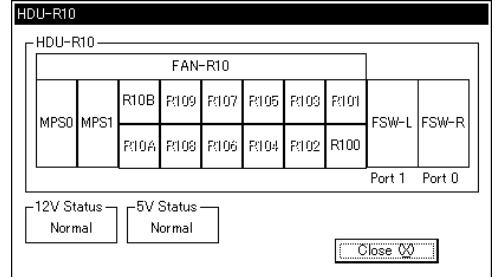 HDU-R10
HDU-R10
FAN-R10
MPS0 MPS1 R10B R109 R107 R105 R103 R101 FSW-L FSW-R
R10A R108 R106 R104 R102 R100
Port 1 Port 0
12V Status 5V Status
Normal Normal
Close (X)